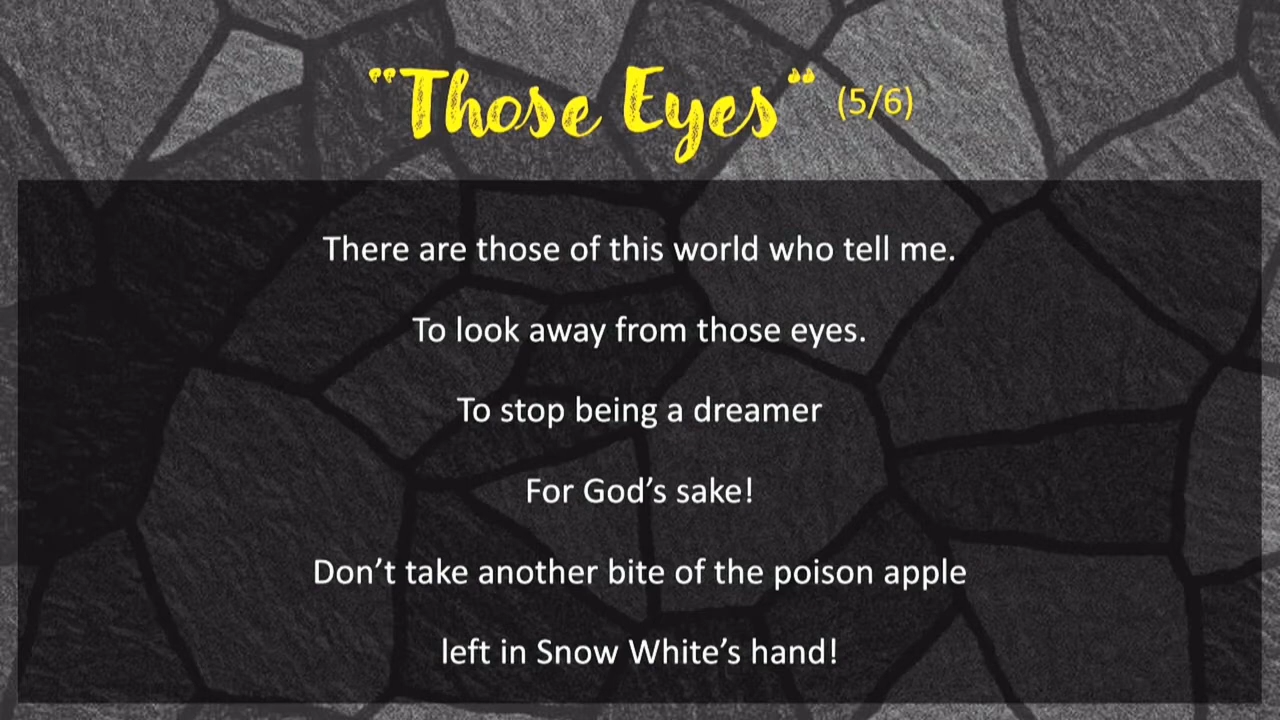 "Those Eyes" (5/6)
There are those of this world who tell me.
To look away from those eyes.
To stop being a dreamer
For God’s sake!
Don’t take another bite of the poison apple
left in Snow White’s hand!